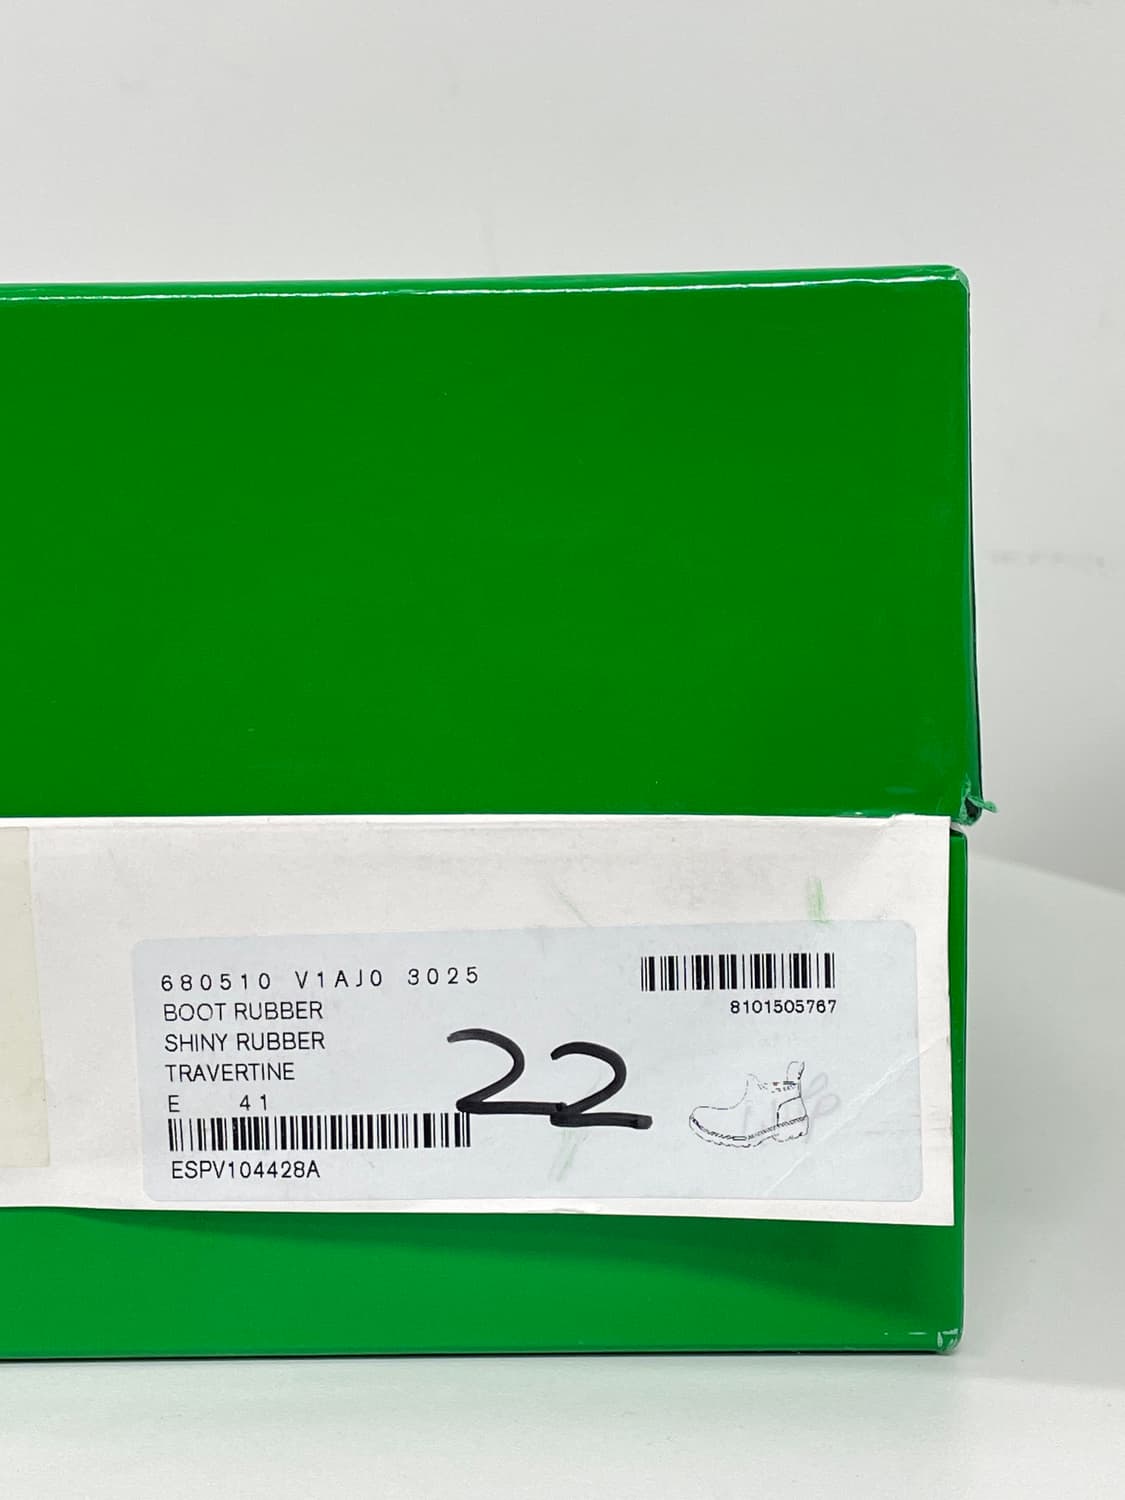 680510 V1AJ0 3025
BOOT RUBBER
SHINY RUBBER
TRAVERTINE
E 41
ESPV104428A
8101505767
22